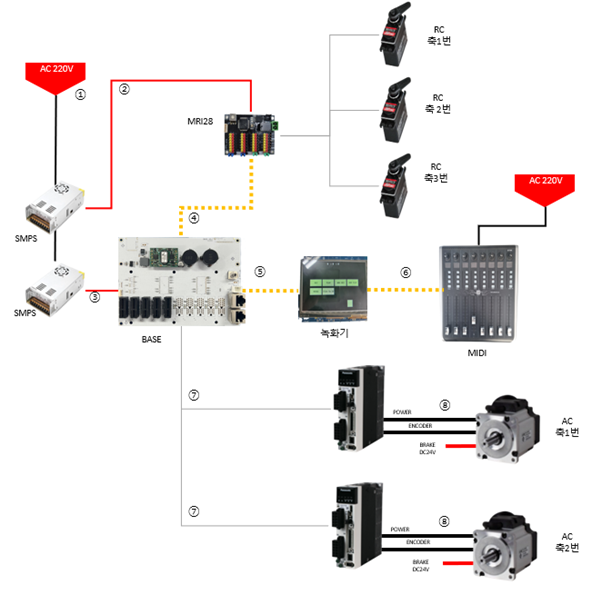 AC 220V
①
②
MRI28
RC
축1번
RC
축 2번
RC
축3번
AC 220V
SMPS
④
SMPS
③
⑤
⑥
BASE
녹화기
MIDI
⑦
POWER
⑧
ENCODER
BRAKE
DC24V
AC
축1번
⑦
POWER
⑧
ENCODER
BRAKE
DC24V
AC
축2번